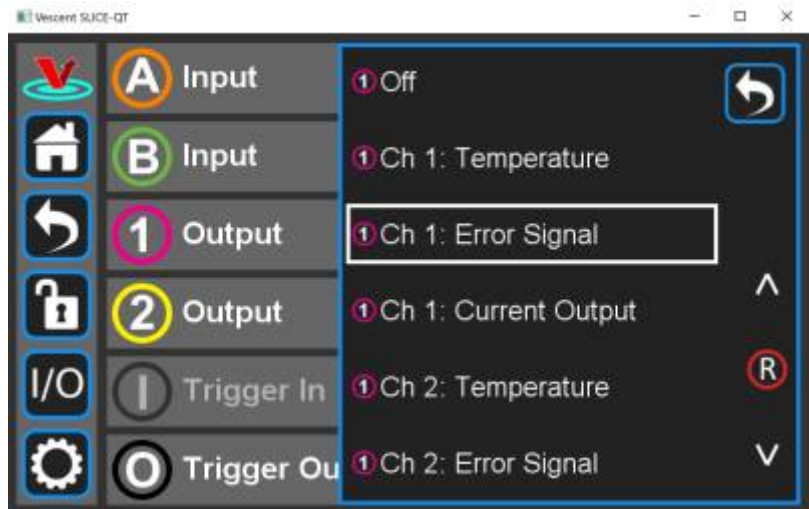 Vescent SLICE-QT
A Input
B Input
1 Output
2 Output
I/O
I Trigger In
O Trigger Ou
1 Off
1 Ch 1: Temperature
1 Ch 1: Error Signal
1 Ch 1: Current Output
1 Ch 2: Temperature
1 Ch 2: Error Signal
R